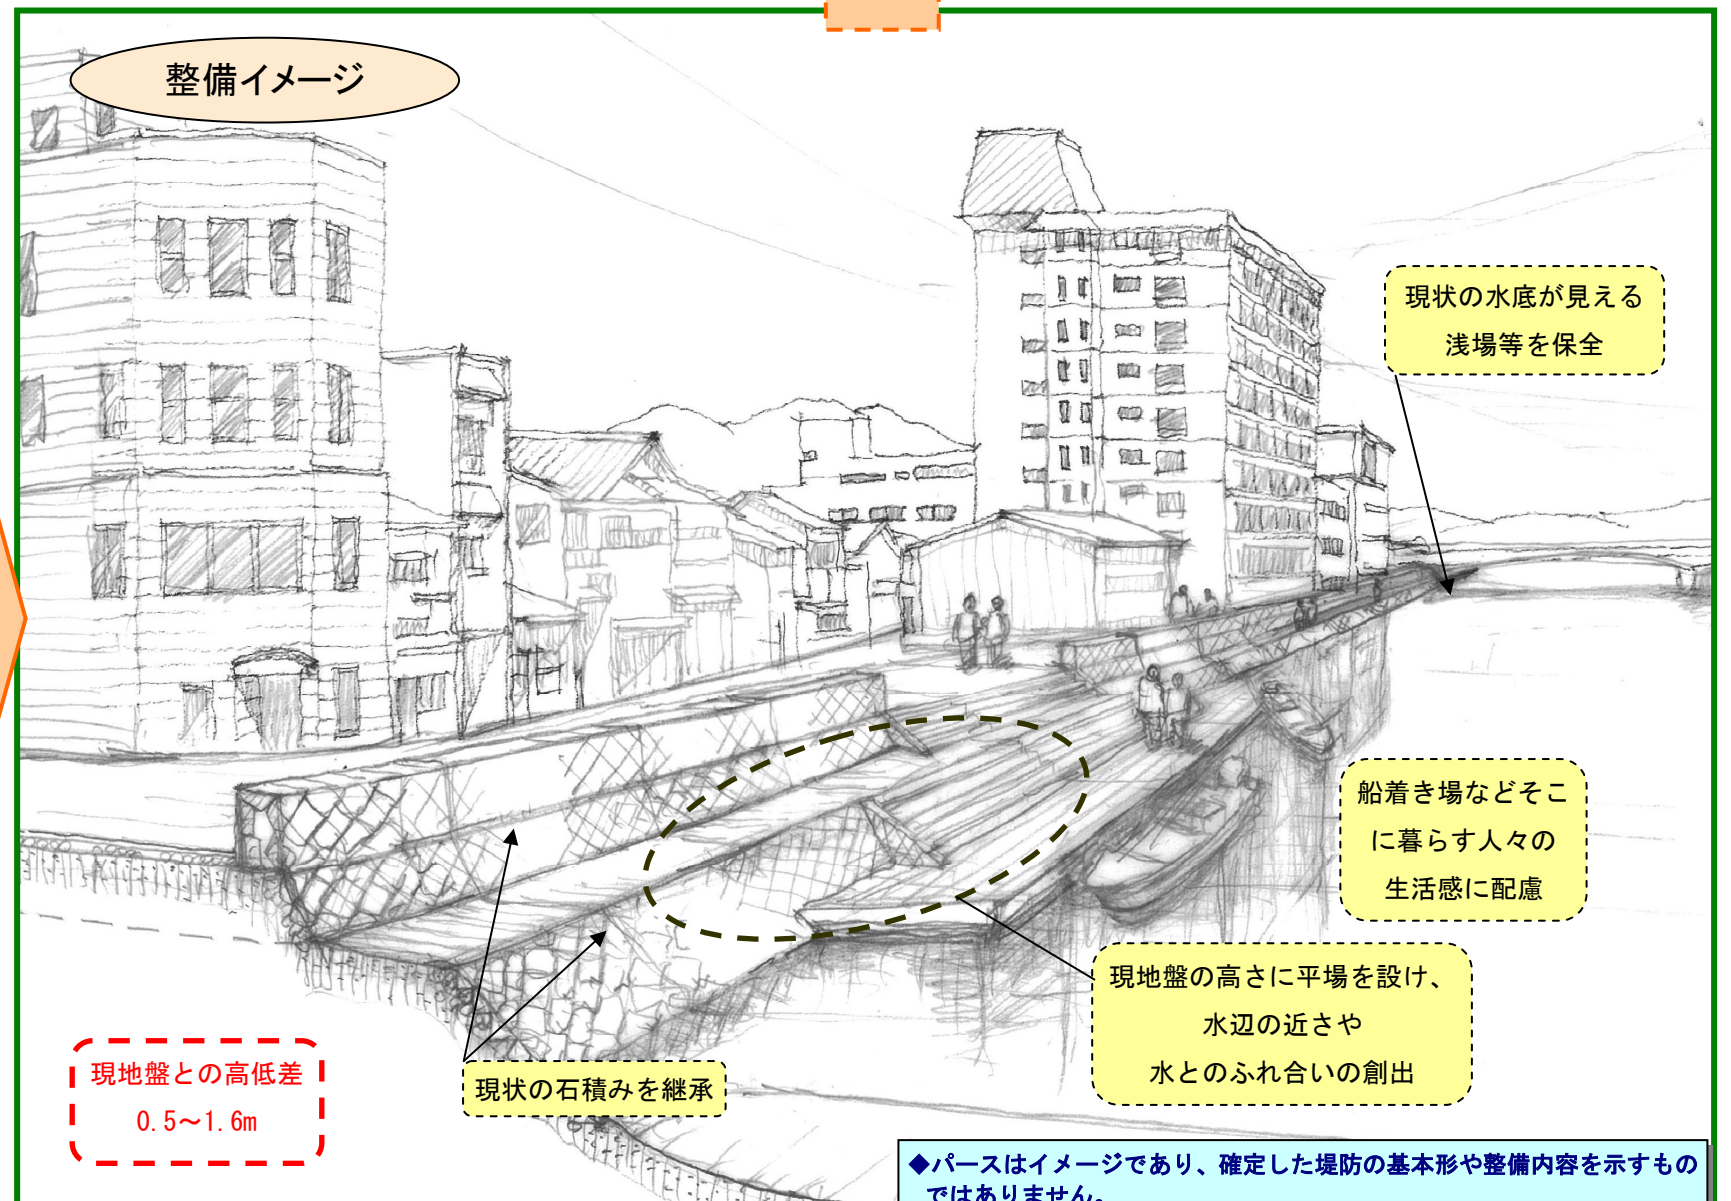 整備イメージ
現状の水底が見える
浅場等を保全
船着き場などそこ
に暮らす人々の
生活感に配慮
現地盤の高さに平場を設け、
水辺の近さや
水とのふれ合いの創出
現状の石積みを継承
現地盤との高低差
0.5～1.6m
◆パースはイメージであり、確定した堤防の基本形や整備内容を示すもの
ではありません。